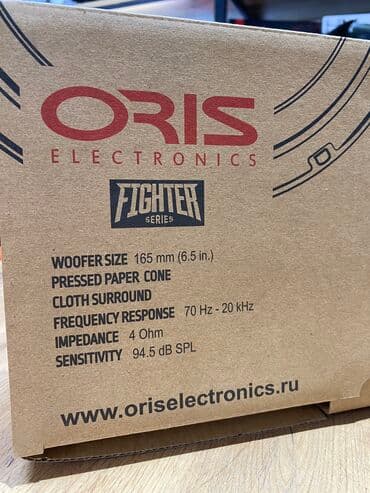 ORIS
ELECTRONICS
FIGHTER
SERIES
WOOFER SIZE 165 mm (6.5 in.)
PRESSED PAPER CONE
CLOTH SURROUND
FREQUENCY RESPONSE 70 Hz - 20 kHz
IMPEDANCE 4 Ohm
SENSITIVITY 94.5 dB SPL
www.oriselectronics.ru